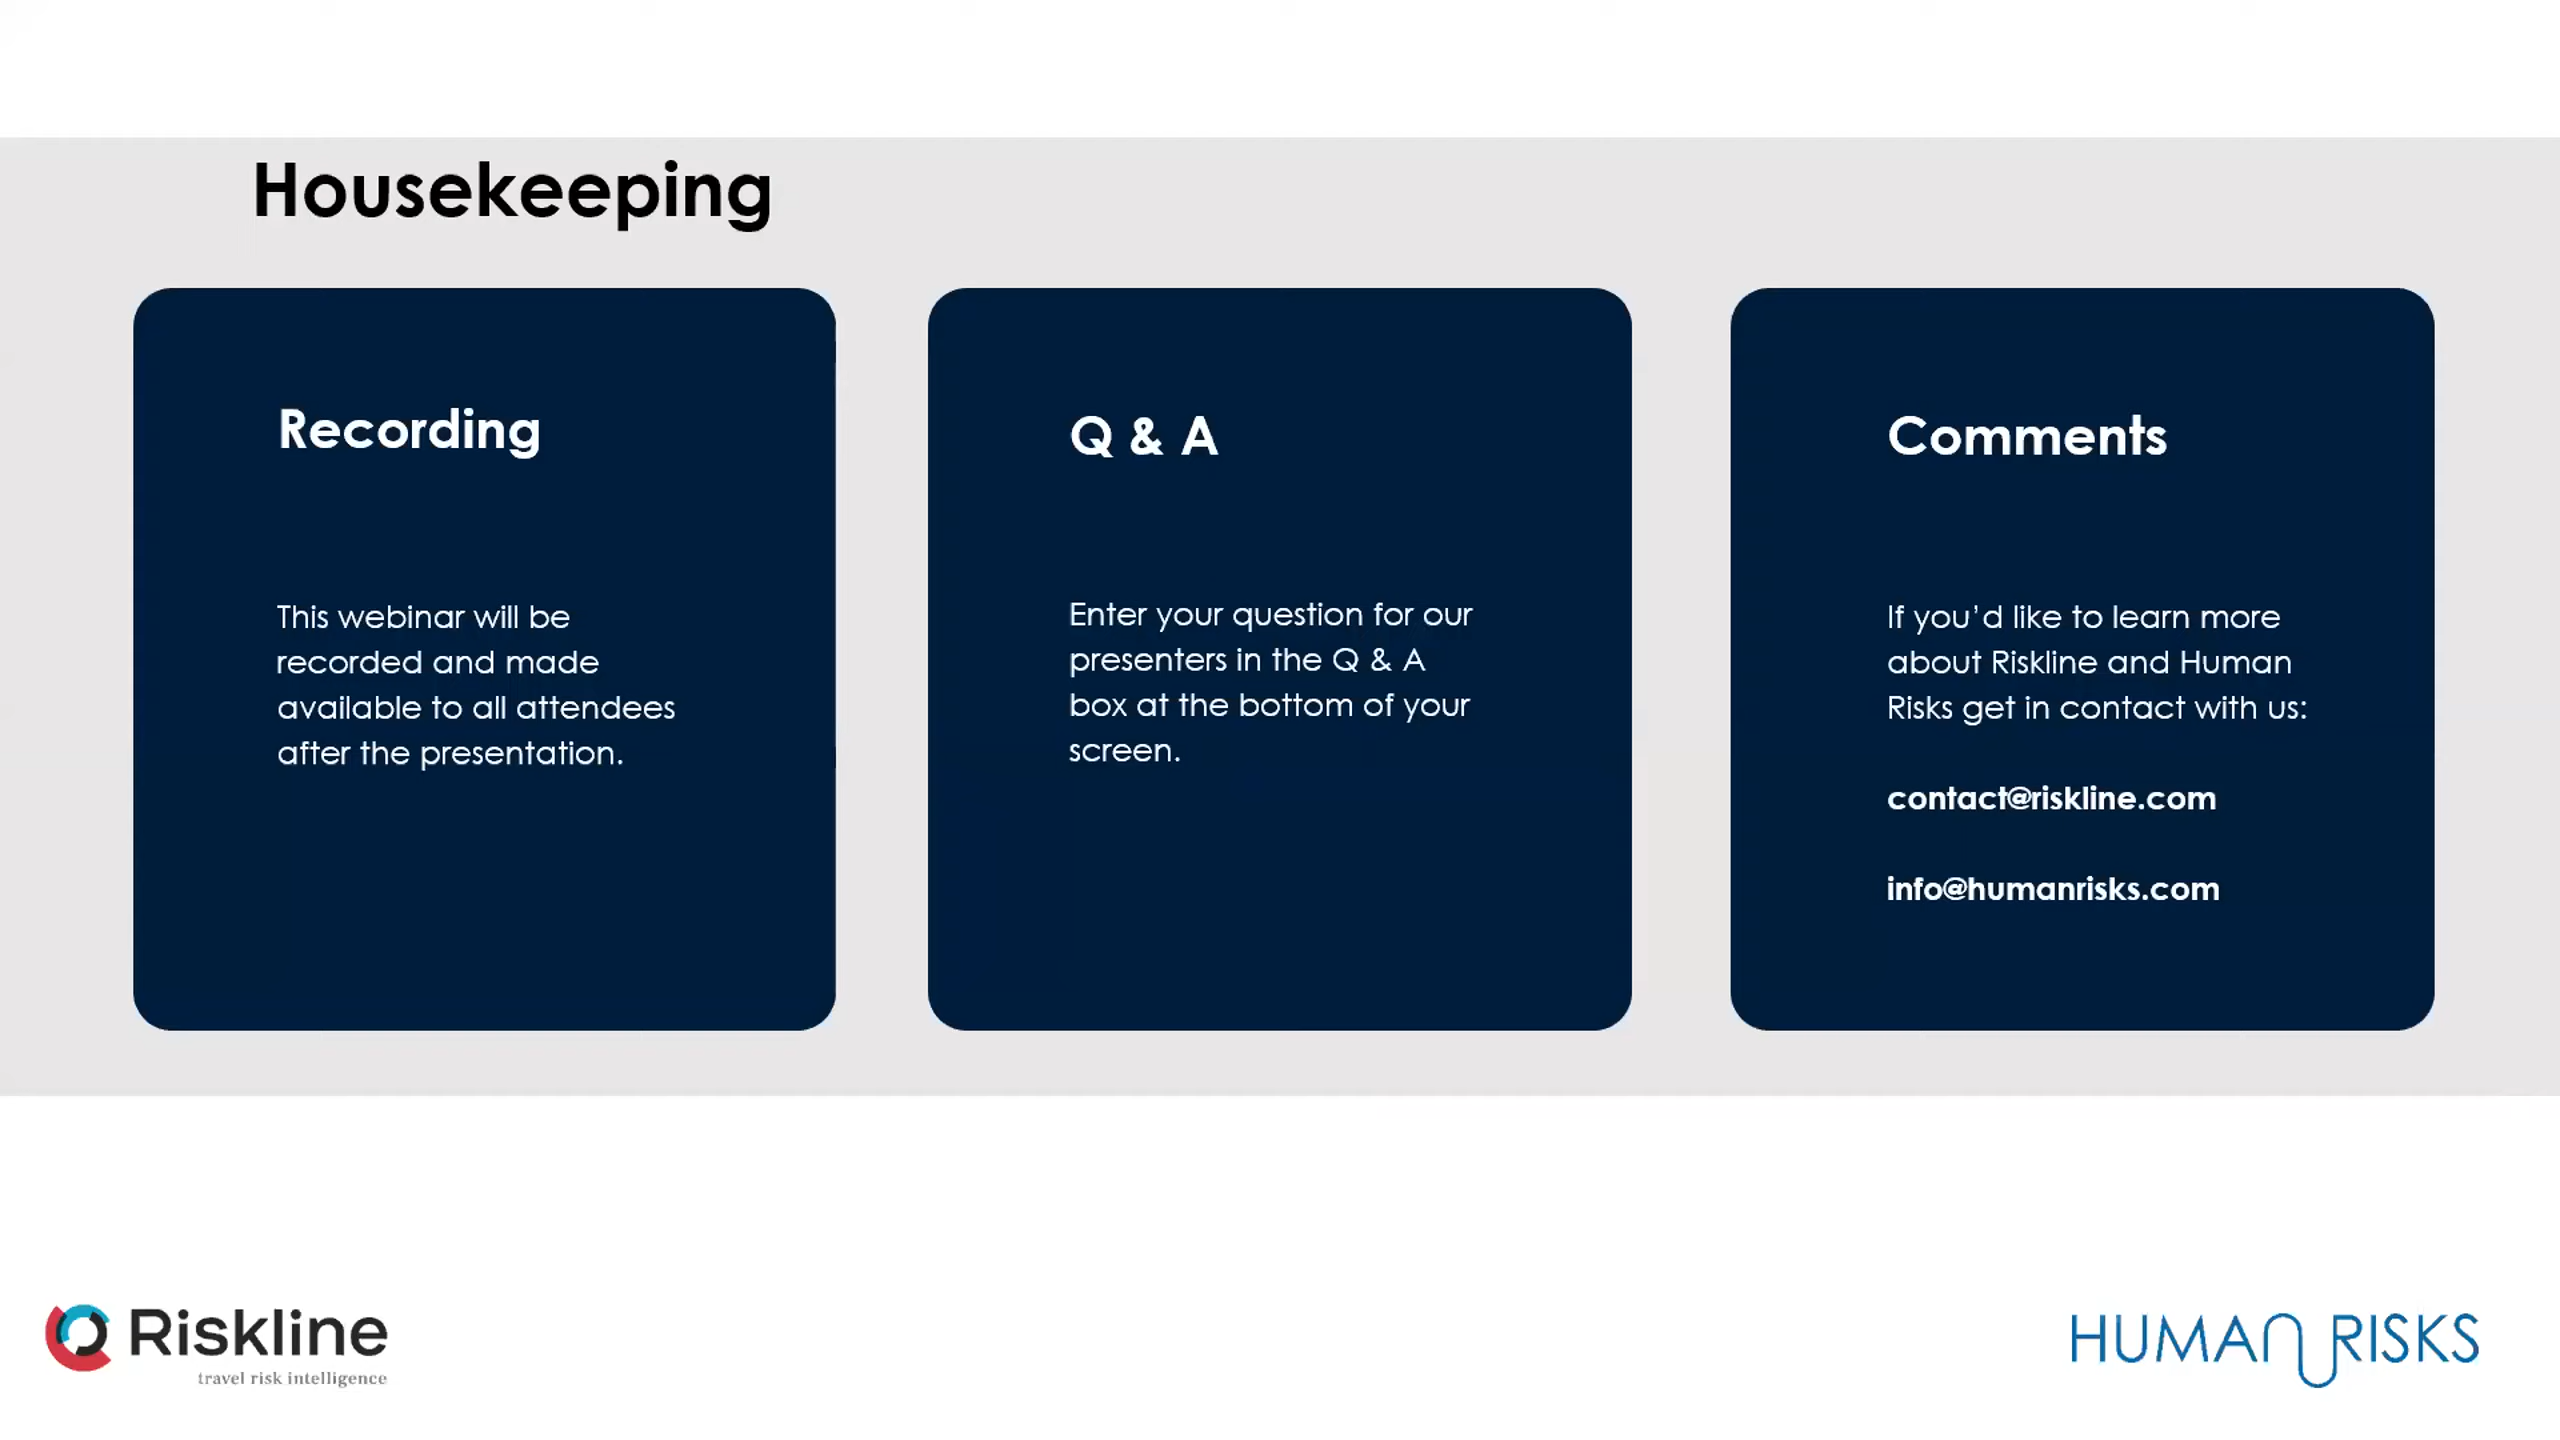 Housekeeping
Recording
This webinar will be
recorded and made
available to all attendees
after the presentation.
Q & A
Enter your question for our
presenters in the Q & A
box at the bottom of your
screen.
Comments
If you’d like to learn more
about Riskline and Human
Risks get in contact with us:
contact@riskline.com
info@humanrisks.com
Riskline
travel risk intelligence
HUMAN RISKS